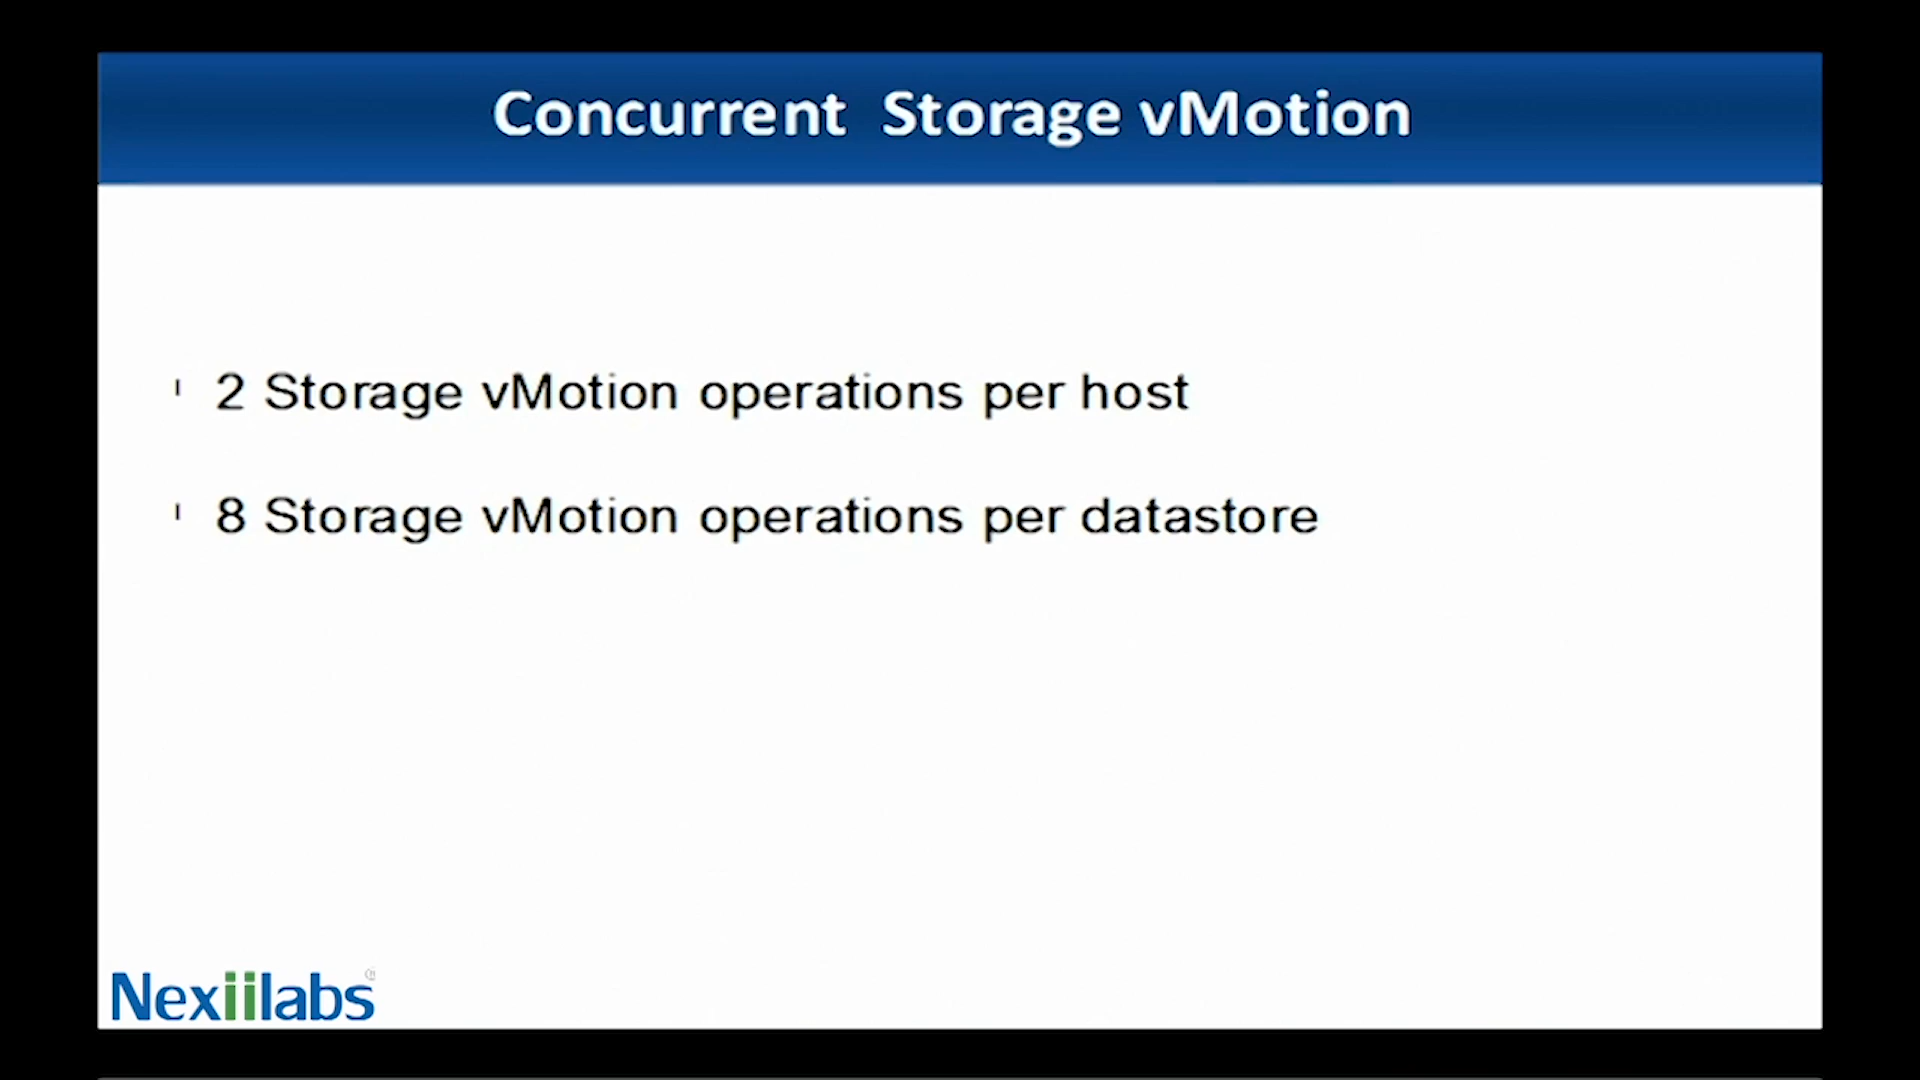 Concurrent Storage vMotion
2 Storage vMotion operations per host
8 Storage vMotion operations per datastore
Nexiilabs®